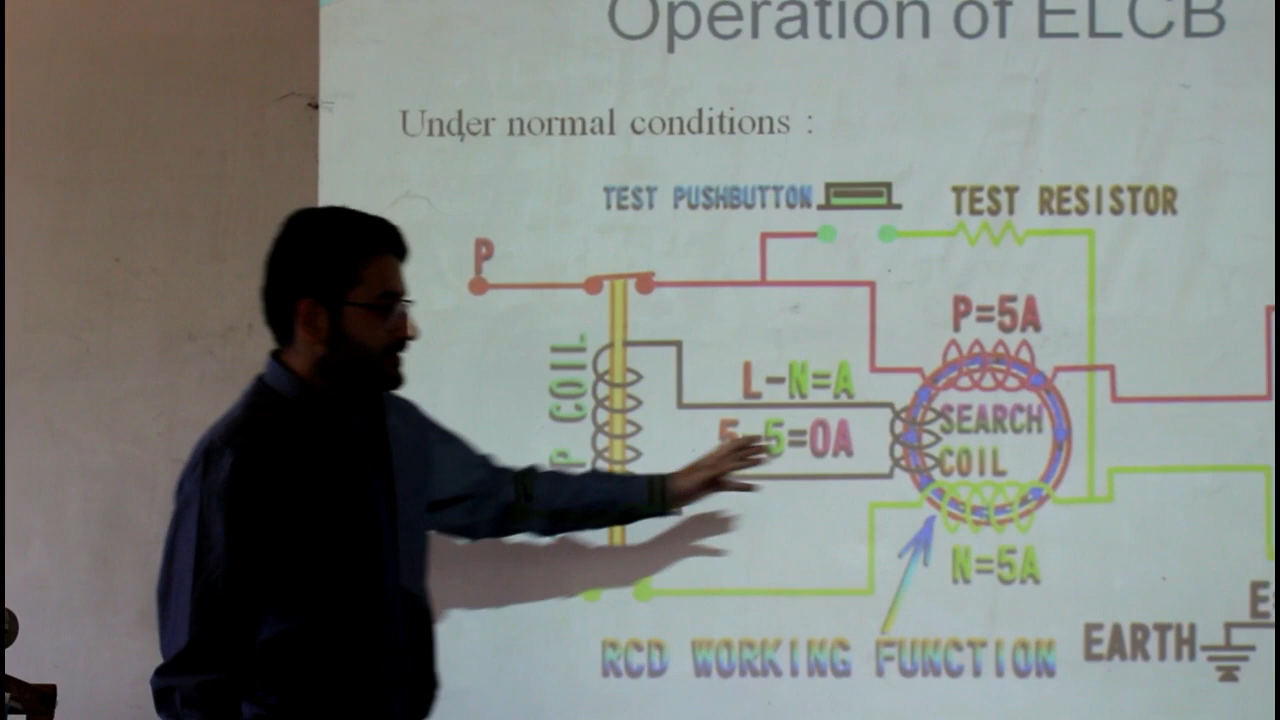 Operation of ELCB
Under normal conditions :
TEST PUSHBUTTON
TEST RESISTOR
P
P=5A
L-N=A
5-5=0A
SEARCH
COIL
P COIL
N=5A
RCD WORKING FUNCTION
EARTH